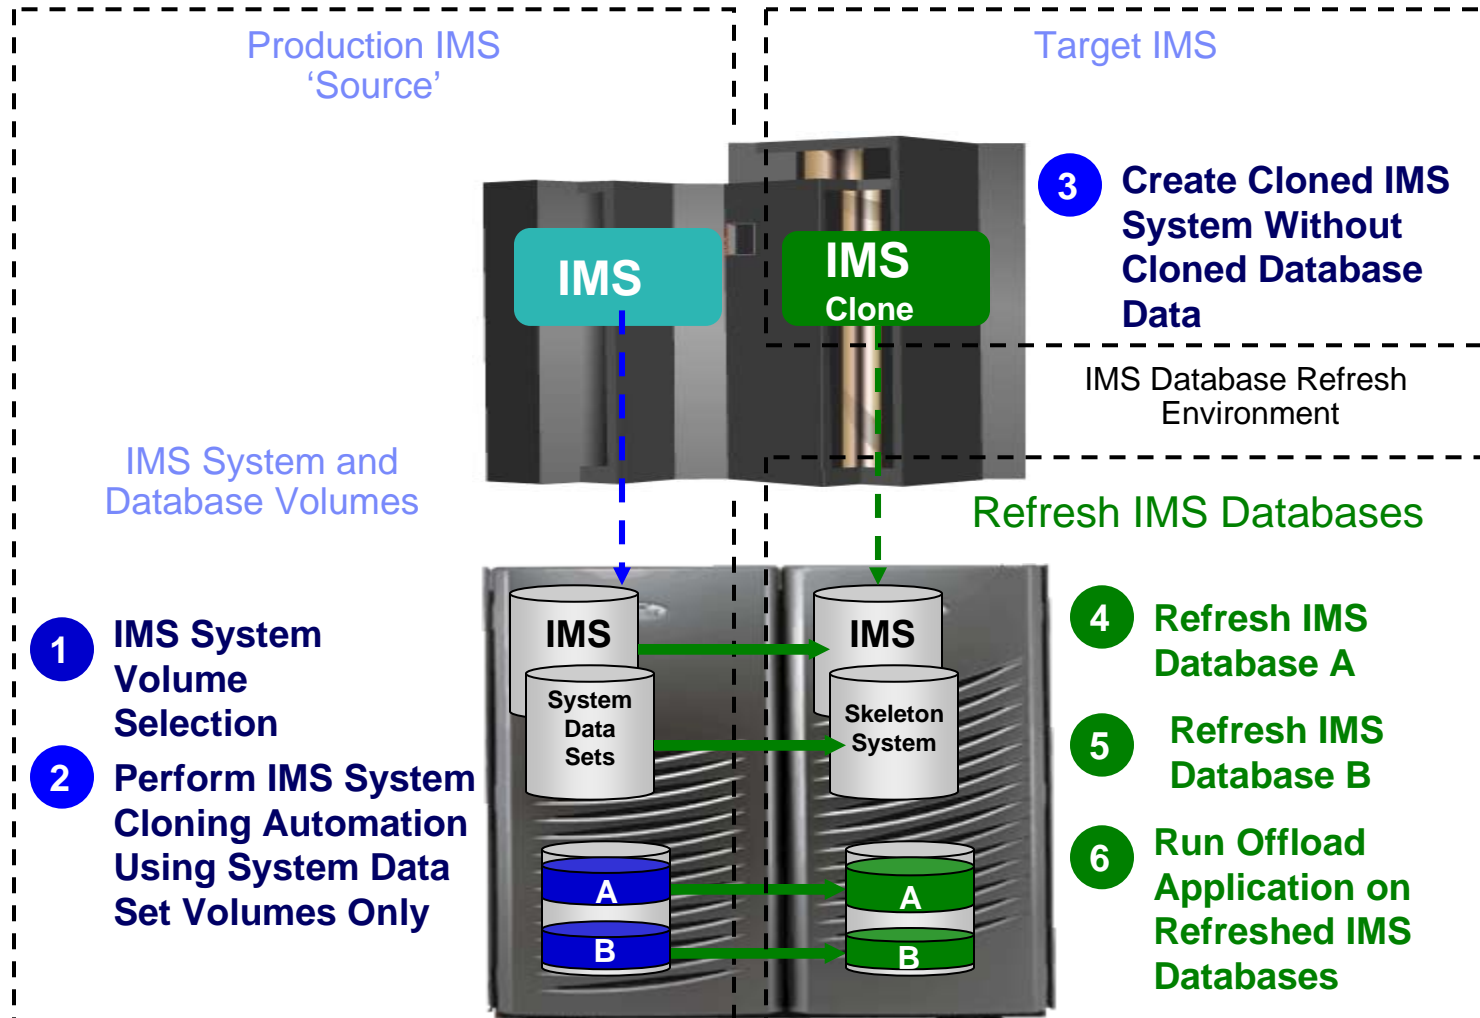 Production IMS
‘Source’
Target IMS
3
Create Cloned IMS
System Without
Cloned Database
Data
IMS
IMS
Clone
IMS Database Refresh
Environment
IMS System and
Database Volumes
Refresh IMS Databases
1
IMS System
Volume
Selection
2
Perform IMS System
Cloning Automation
Using System Data
Set Volumes Only
IMS
System
Data
Sets
A
B
IMS
Skeleton
System
A
B
4
Refresh IMS
Database A
5
Refresh IMS
Database B
6
Run Offload
Application on
Refreshed IMS
Databases